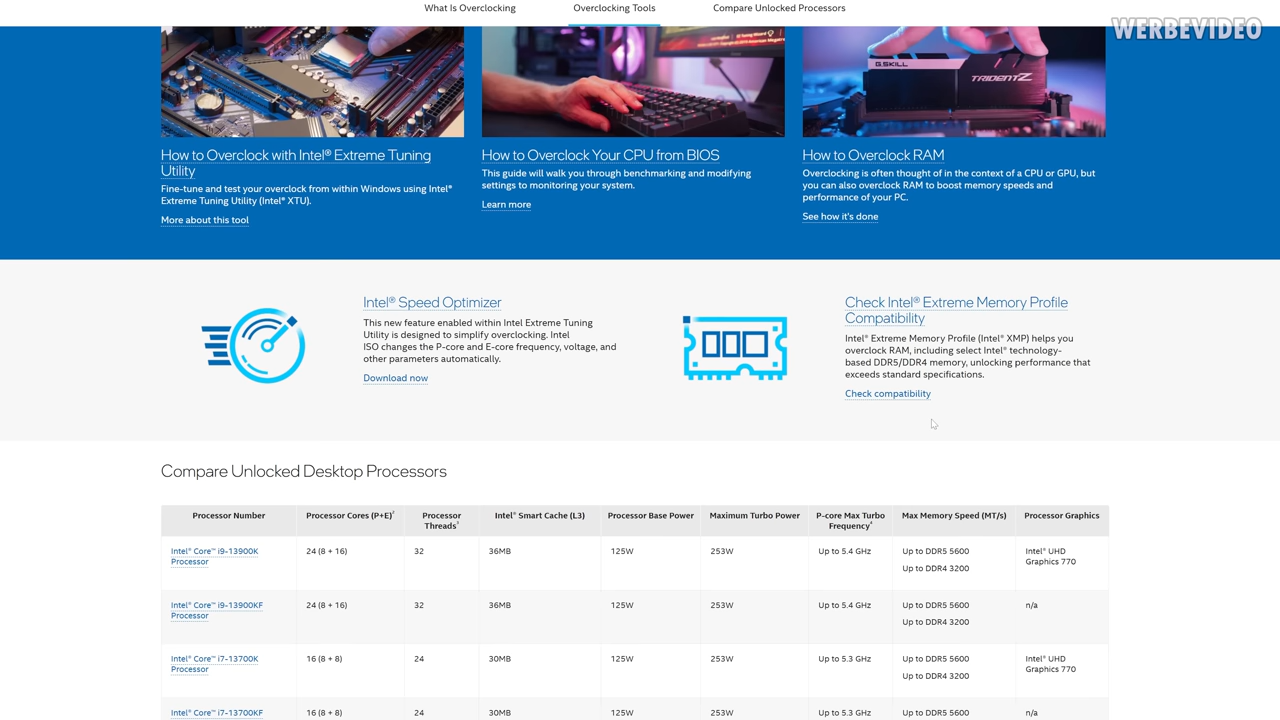 What Is Overclocking
Overclocking Tools
Compare Unlocked Processors
WERBEVIDEO
G.SKILL
TRIDENTZ
How to Overclock with Intel® Extreme Tuning
Utility
Fine-tune and test your overclock from within Windows using Intel®
Extreme Tuning Utility (Intel® XTU).
More about this tool
How to Overclock Your CPU from BIOS
This guide will walk you through benchmarking and modifying
settings to monitoring your system.
Learn more
How to Overclock RAM
Overclocking is often thought of in the context of a CPU or GPU, but
you can also overclock RAM to boost memory speeds and
performance of your PC.
See how it's done
Intel® Speed Optimizer
This new feature enabled within Intel Extreme Tuning
Utility is designed to simplify overclocking. Intel
ISO changes the P-core and E-core frequency, voltage, and
other parameters automatically.
Download now
Check Intel® Extreme Memory Profile
Compatibility
Intel® Extreme Memory Profile (Intel® XMP) helps you
overclock RAM, including select Intel® technology-
based DDR5/DDR4 memory, unlocking performance that
exceeds standard specifications.
Check compatibility
Compare Unlocked Desktop Processors
Processor Number
Processor Cores (P+E)²
Processor
Threads³
Intel® Smart Cache (L3)
Processor Base Power
Maximum Turbo Power
P-core Max Turbo
Frequency⁴
Max Memory Speed (MT/s)
Processor Graphics
Intel® Core™ i9-13900K
Processor
24 (8 + 16)
32
36MB
125W
253W
Up to 5.4 GHz
Up to DDR5 5600
Up to DDR4 3200
Intel® UHD
Graphics 770
Intel® Core™ i9-13900KF
Processor
24 (8 + 16)
32
36MB
125W
253W
Up to 5.4 GHz
Up to DDR5 5600
Up to DDR4 3200
n/a
Intel® Core™ i7-13700K
Processor
16 (8 + 8)
24
30MB
125W
253W
Up to 5.3 GHz
Up to DDR5 5600
Up to DDR4 3200
Intel® UHD
Graphics 770
Intel® Core™ i7-13700KF
16 (8 + 8)
24
30MB
125W
253W
Up to 5.3 GHz
Up to DDR5 5600
n/a